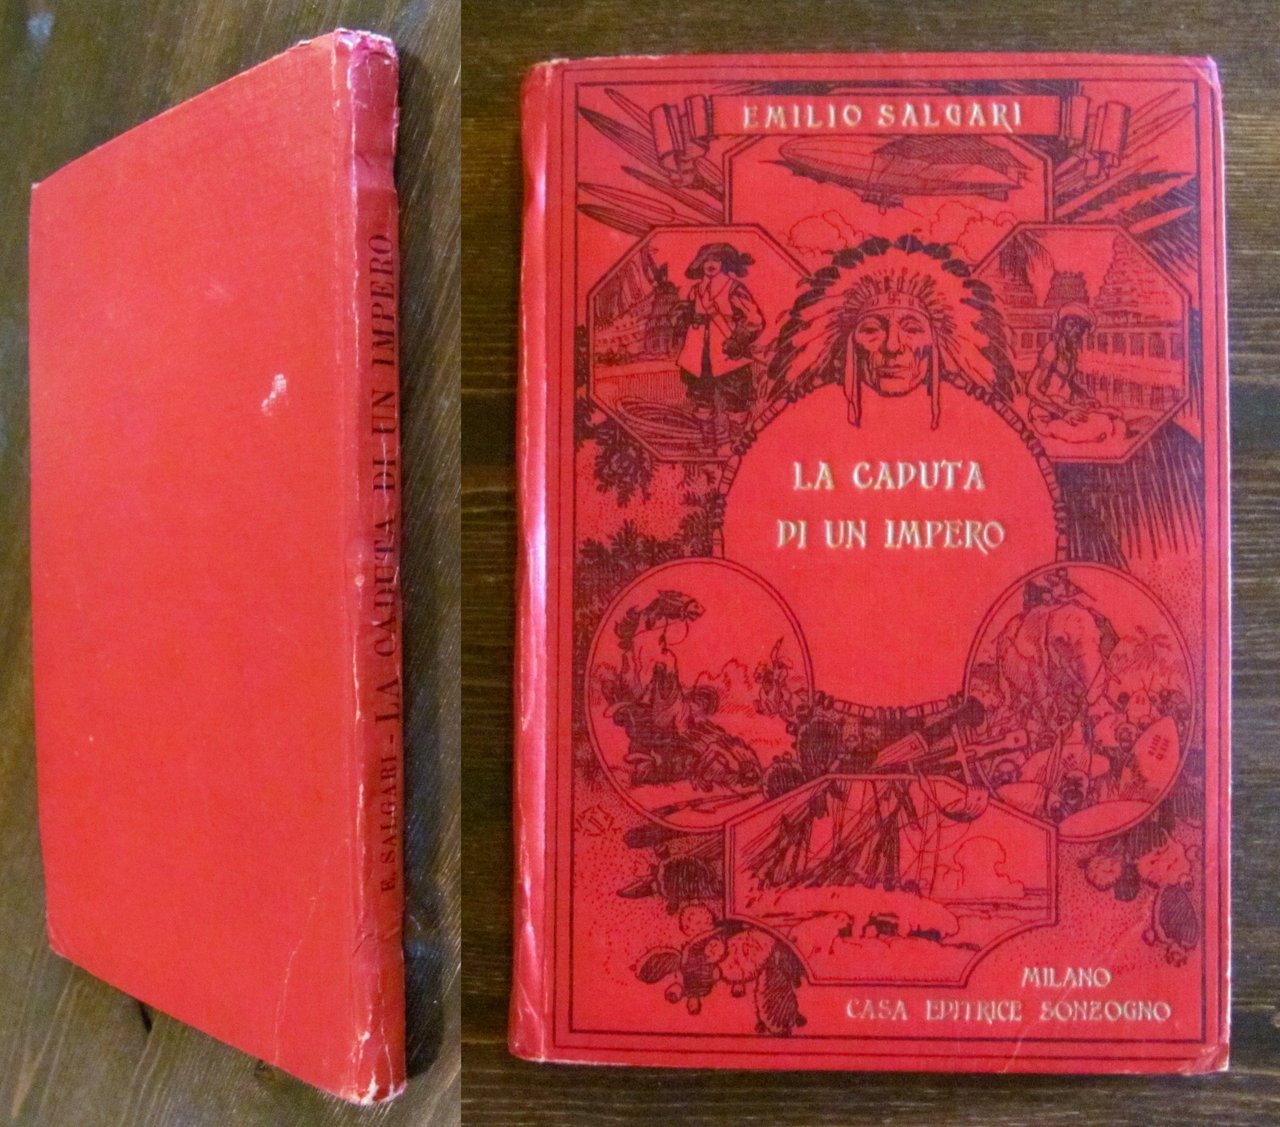 E. SALGARI - LA CADUTA DI UN IMPERO
EMILIO SALGARI
LA CADUTA
DI UN IMPERO
MILANO
CASA EDITRICE SONZOGNO